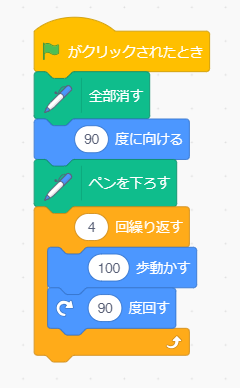 がクリックされたとき
全部消す
90 度に向ける
ペンを下ろす
4 回繰り返す
100 歩動かす
90 度回す